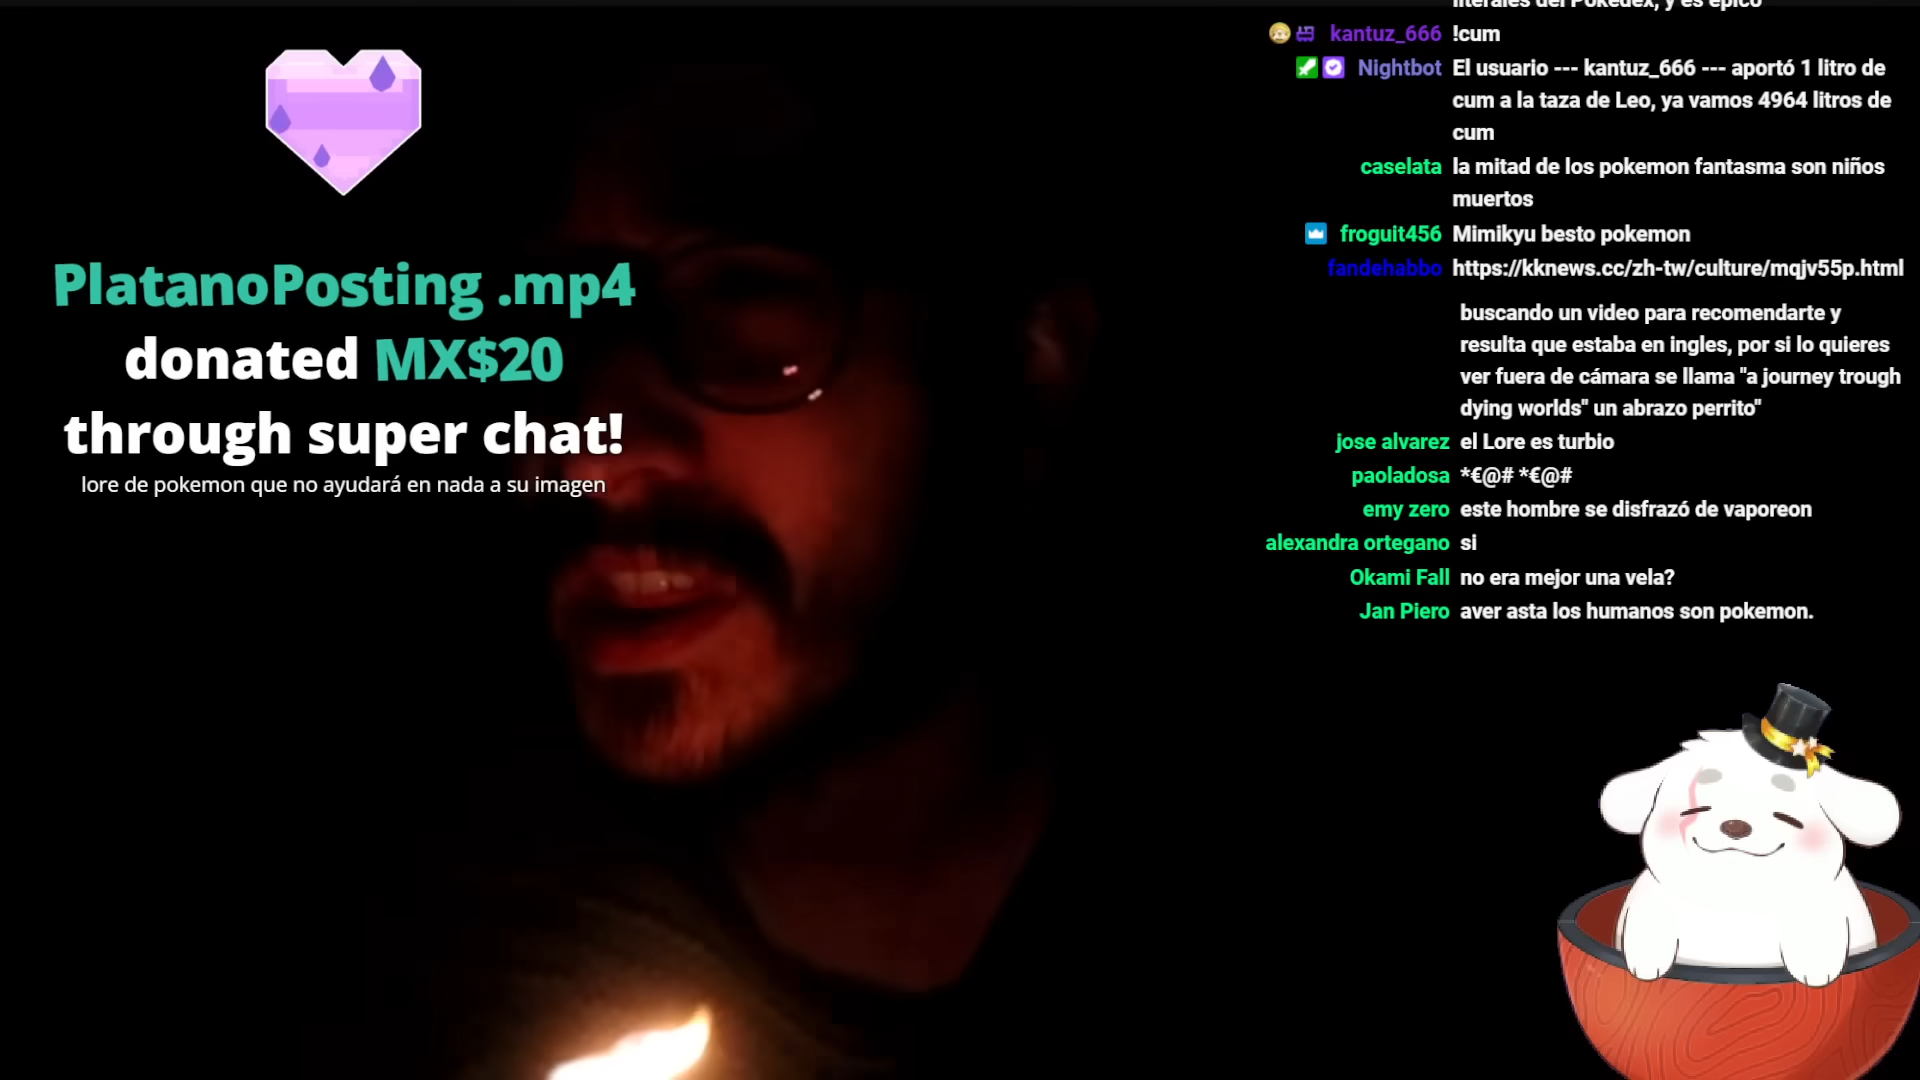 PlatanoPosting .mp4
donated MX$20
through super chat!
lore de pokemon que no ayudará en nada a su imagen
literales del Pokedex, y es epico
kantuz_666 !cum
Nightbot El usuario --- kantuz_666 --- aportó 1 litro de
cum a la taza de Leo, ya vamos 4964 litros de
cum
caselata la mitad de los pokemon fantasma son niños
muertos
froguit456 Mimikyu besto pokemon
fandehabbo https://kknews.cc/zh-tw/culture/mqjv55p.html
buscando un video para recomendarte y
resulta que estaba en ingles, por si lo quieres
ver fuera de cámara se llama "a journey trough
dying worlds" un abrazo perrito"
jose alvarez el Lore es turbio
paoladosa *€@# *€@#
emy zero este hombre se disfrazó de vaporeon
alexandra ortegano si
Okami Fall no era mejor una vela?
Jan Piero aver asta los humanos son pokemon.